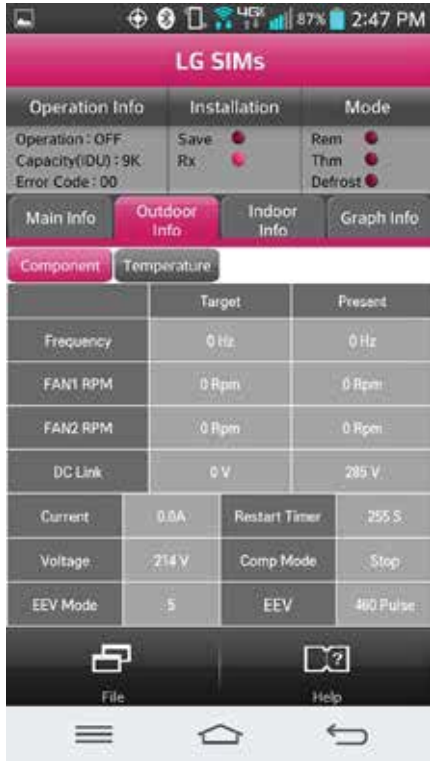 4G 87% 2:47 PM
LG SIMs
Operation Info Installation Mode
Operation : OFF Save Rem
Capacity(IDU) : 9K Rx Thm
Error Code : 00 Defrost
Main Info Outdoor Info Indoor Info Graph Info
Component Temperature
Target Present
Frequency 0 Hz 0 Hz
FAN1 RPM 0 Rpm 0 Rpm
FAN2 RPM 0 Rpm 0 Rpm
DC Link 0 V 285 V
Current 0.0A Restart Timer 255 S
Voltage 214 V Comp Mode Stop
EEV Mode 5 EEV 460 Pulse
File Help